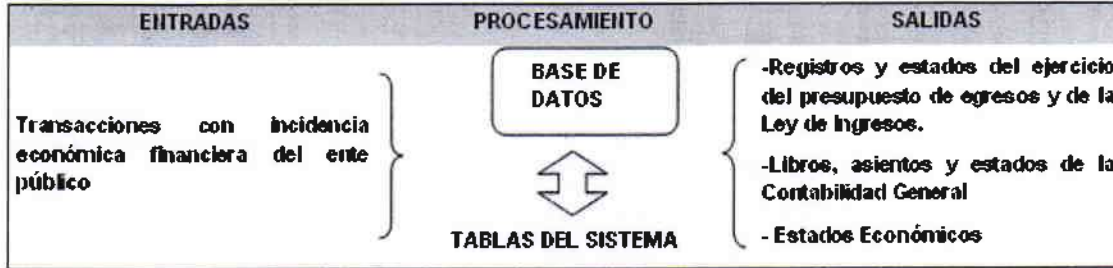 ENTRADAS PROCESAMIENTO SALIDAS
Transacciones con incidencia
económica financiera del ente
público
BASE DE
DATOS
TABLAS DEL SISTEMA
-Registros y estados del ejercicio
del presupuesto de egresos y de la
Ley de Ingresos.
-Libros, asientos y estados de la
Contabilidad General
- Estados Económicos